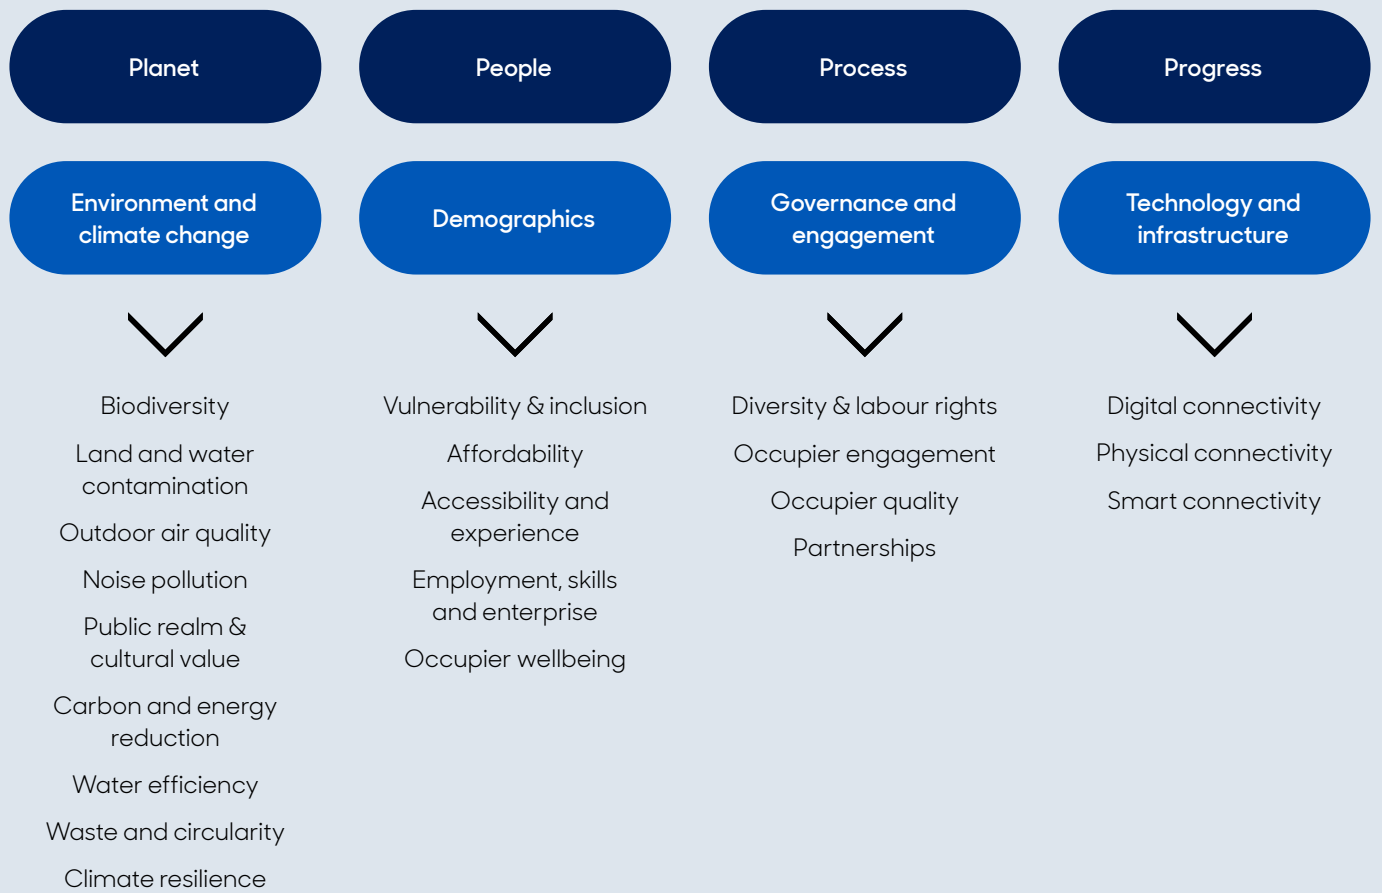 Planet
People
Process
Progress
Environment and
climate change
Demographics
Governance and
engagement
Technology and
infrastructure
Biodiversity
Land and water
contamination
Outdoor air quality
Noise pollution
Public realm &
cultural value
Carbon and energy
reduction
Water efficiency
Waste and circularity
Climate resilience
Vulnerability & inclusion
Affordability
Accessibility and
experience
Employment, skills
and enterprise
Occupier wellbeing
Diversity & labour rights
Occupier engagement
Occupier quality
Partnerships
Digital connectivity
Physical connectivity
Smart connectivity